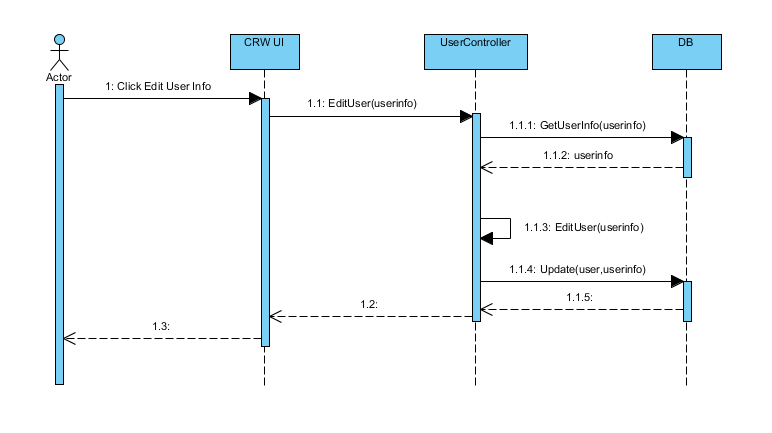 CRW UI
UserController
DB
Actor
1: Click Edit User Info
1.1: EditUser(userinfo)
1.1.1: GetUserInfo(userinfo)
1.1.2: userinfo
1.1.3: EditUser(userinfo)
1.1.4: Update(user,userinfo)
1.1.5:
1.2:
1.3: